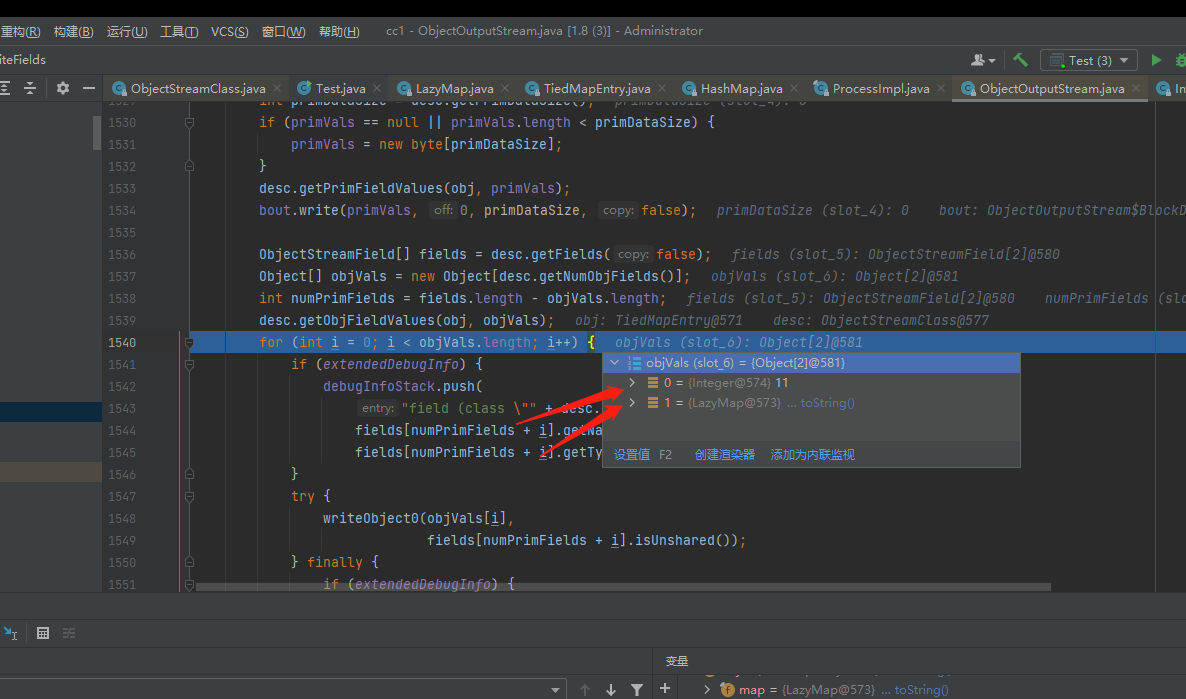 重构(R) 构建(B) 运行(U) 工具(T) VCS(S) 窗口(W) 帮助(H) cc1 - ObjectOutputStream.java [1.8 (3)] - Administrator
iteFields
Test (3)
ObjectStreamClass.java Test.java LazyMap.java TiedMapEntry.java HashMap.java ProcessImpl.java ObjectOutputStream.java In
1530 if (primVals == null || primVals.length < primDataSize) {
1531 primVals = new byte[primDataSize];
1532 }
1533 desc.getPrimFieldValues(obj, primVals);
1534 bout.write(primVals, off: 0, primDataSize, copy: false); primDataSize (slot_4): 0 bout: ObjectOutputStream$BlockD
1535
1536 ObjectStreamField[] fields = desc.getFields( copy: false); fields (slot_5): ObjectStreamField[2]@580
1537 Object[] objVals = new Object[desc.getNumObjFields()]; objVals (slot_6): Object[2]@581
1538 int numPrimFields = fields.length - objVals.length; fields (slot_5): ObjectStreamField[2]@580 numPrimFields (slo
1539 desc.getObjFieldValues(obj, objVals); obj: TiedMapEntry@571 desc: ObjectStreamClass@577
1540 for (int i = 0; i < objVals.length; i++) { objVals (slot_6): Object[2]@581
objVals (slot_6) = {Object[2]@581}
1541 if (extendedDebugInfo) {
0 = {Integer@574} 11
1542 debugInfoStack.push(
1 = {LazyMap@573} ... toString()
1543 entry: "field (class \"" + desc.
1544 fields[numPrimFields + i].getNa
1545 fields[numPrimFields + i].getTy
设置值 F2 创建渲染器 添加为内联监视
1546 }
1547 try {
1548 writeObject0(objVals[i],
1549 fields[numPrimFields + i].isUnshared());
1550 } finally {
1551 if (extendedDebugInfo) {
变量
map = {LazyMap@573} ... toString()